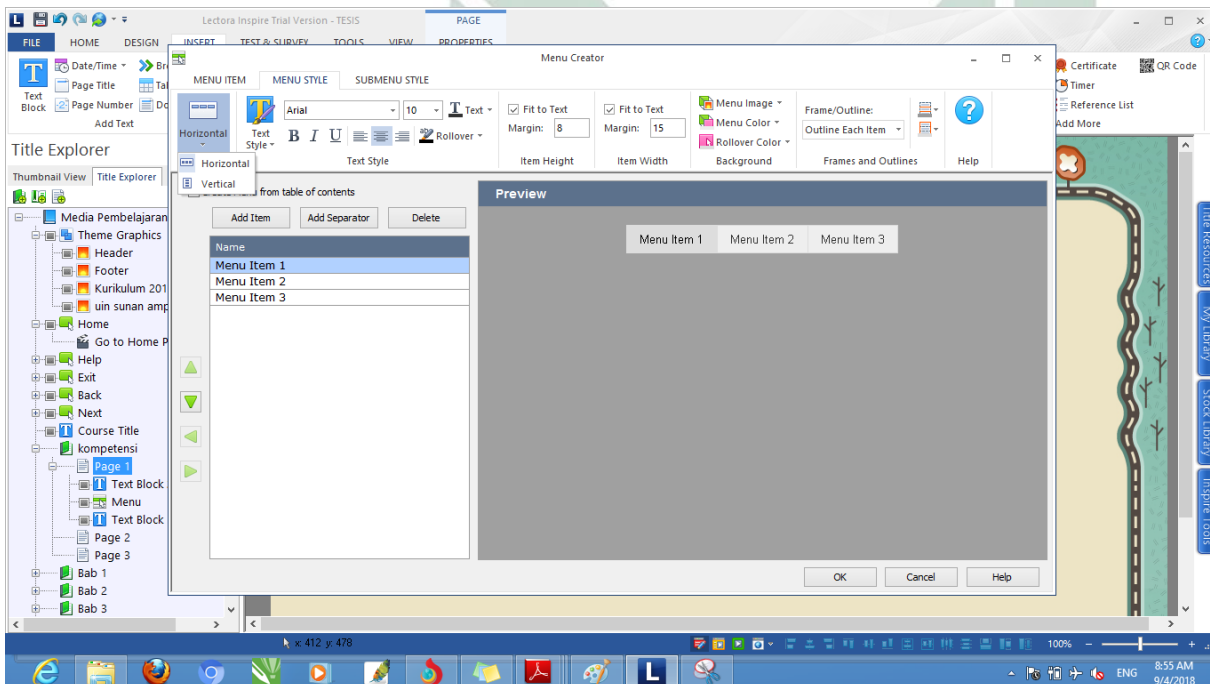 Lectora Inspire Trial Version - TESIS
PAGE
FILE HOME DESIGN INSERT TEST & SURVEY TOOLS VIEW PROPERTIES
Date/Time
Page Title
Page Number
Text Block
Add Text
Certificate
QR Code
Timer
Reference List
Add More
Menu Creator
MENU ITEM MENU STYLE SUBMENU STYLE
Horizontal
Text Style
Arial
10
Text
B I U
Rollover
Text Style
Fit to Text
Margin: 8
Item Height
Fit to Text
Margin: 15
Item Width
Menu Image
Menu Color
Rollover Color
Background
Frame/Outline:
Outline Each Item
Frames and Outlines
Help
Horizontal
Vertical
from table of contents
Add Item Add Separator Delete
Name
Menu Item 1
Menu Item 2
Menu Item 3
Preview
Menu Item 1 Menu Item 2 Menu Item 3
OK Cancel Help
Title Explorer
Thumbnail View Title Explorer
Media Pembelajaran
Theme Graphics
Header
Footer
Kurikulum 201
uin sunan amp
Home
Go to Home P
Help
Exit
Back
Next
Course Title
kompetensi
Page 1
Text Block
Menu
Text Block
Page 2
Page 3
Bab 1
Bab 2
Bab 3
Title Resources
My Library
Stock Library
Inspire Tools
x: 412 y: 478
100%
ENG
8:55 AM
9/4/2018